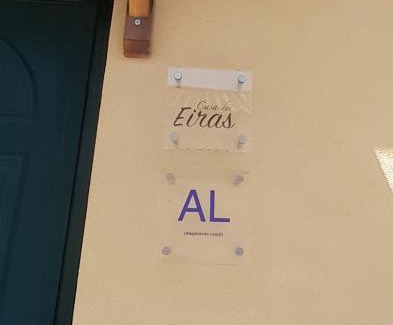 Casa das
Eiras
AL
(Alojamento Local)